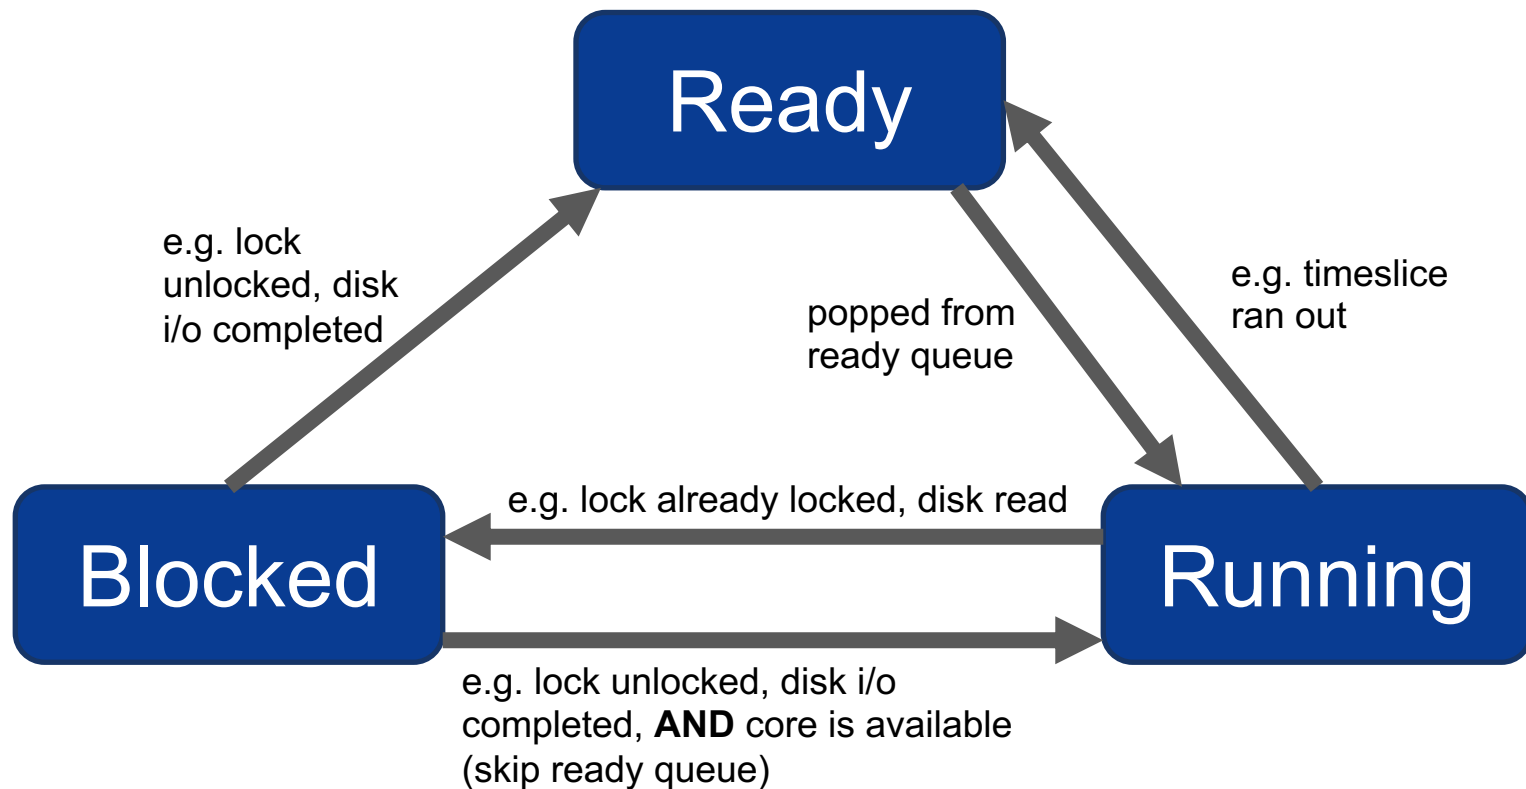 Ready
e.g. lock
unlocked, disk
i/o completed
popped from
ready queue
e.g. timeslice
ran out
e.g. lock already locked, disk read
Blocked
Running
e.g. lock unlocked, disk i/o
completed, AND core is available
(skip ready queue)